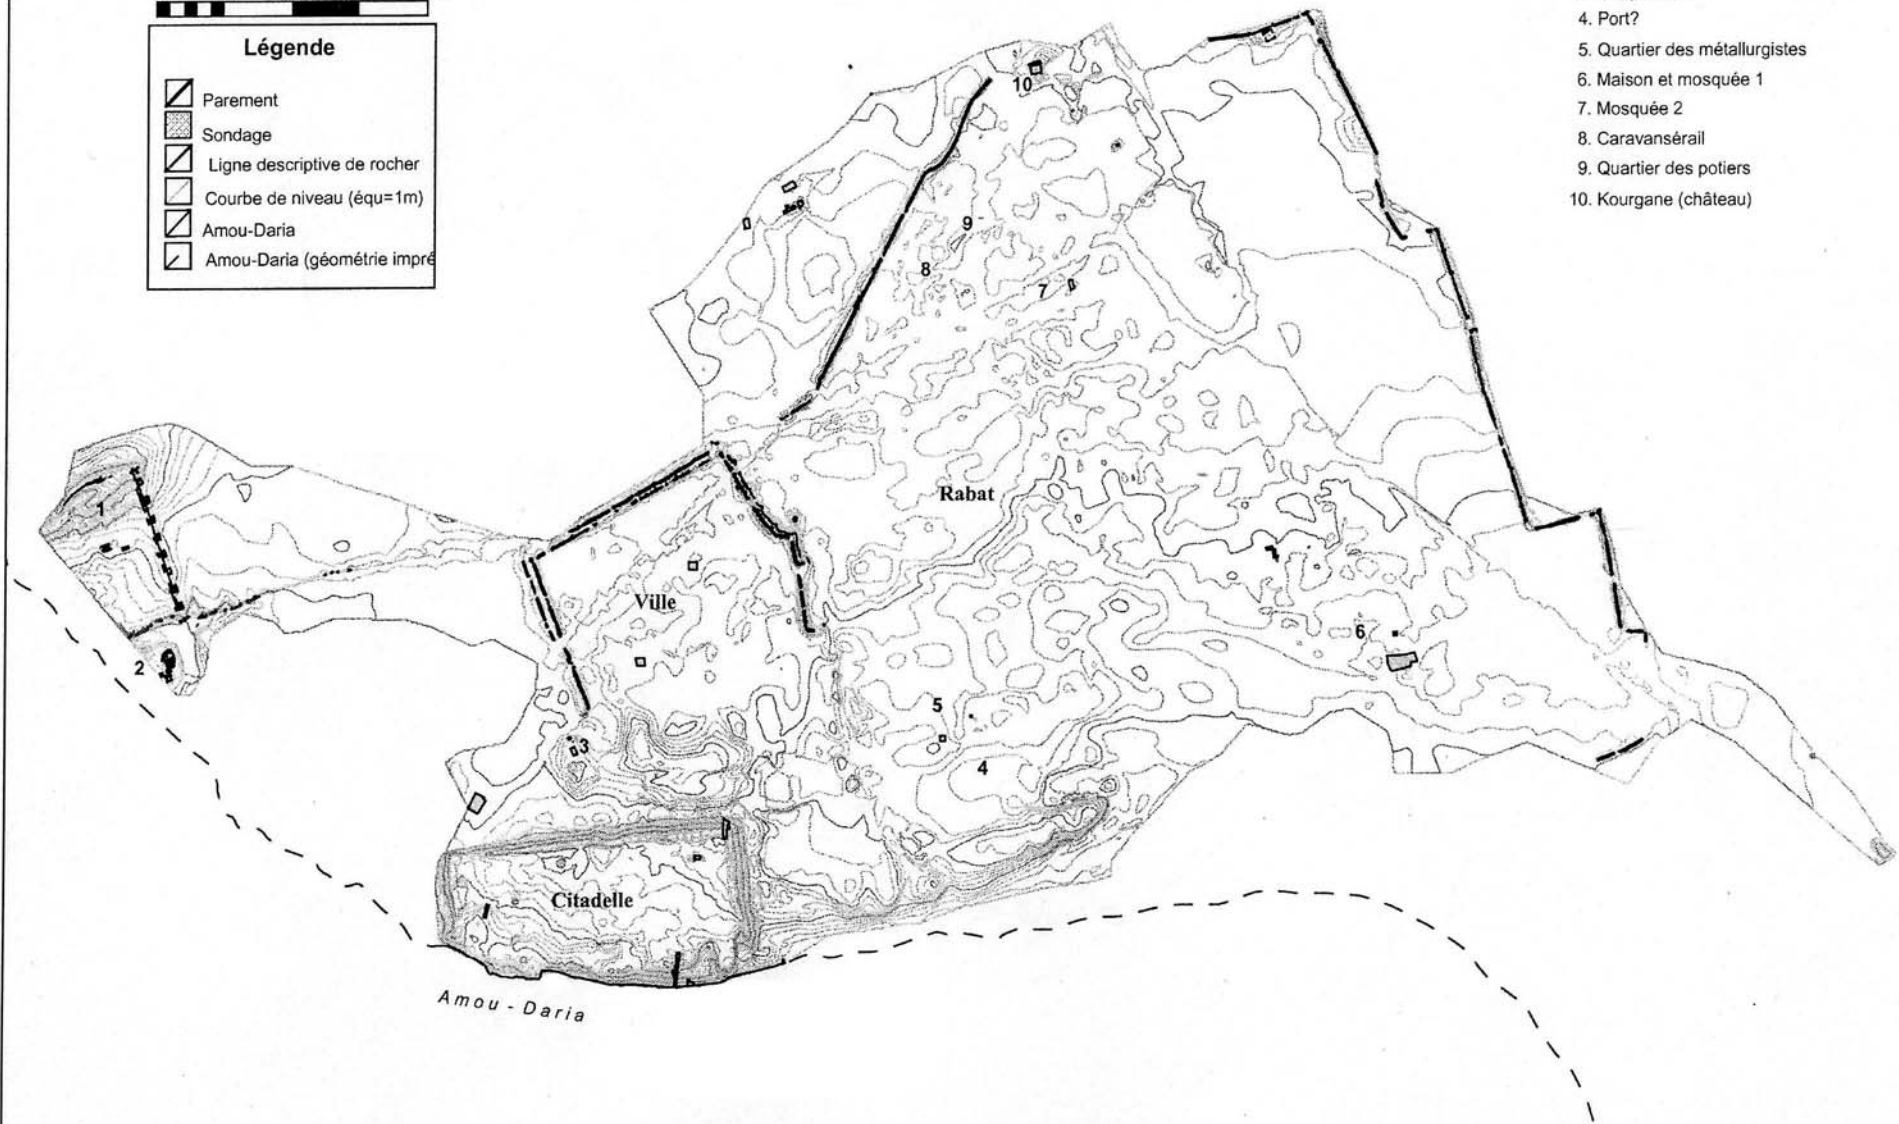 Légende
Parement
Sondage
Ligne descriptive de rocher
Courbe de niveau (équ=1m)
Amou-Daria
Amou-Daria (géométrie impré
4. Port?
5. Quartier des métallurgistes
6. Maison et mosquée 1
7. Mosquée 2
8. Caravansérail
9. Quartier des potiers
10. Kourgane (château)
10
9
8
7
Rabat
1
Ville
6
2
5
3
4
Citadelle
Amou - Daria